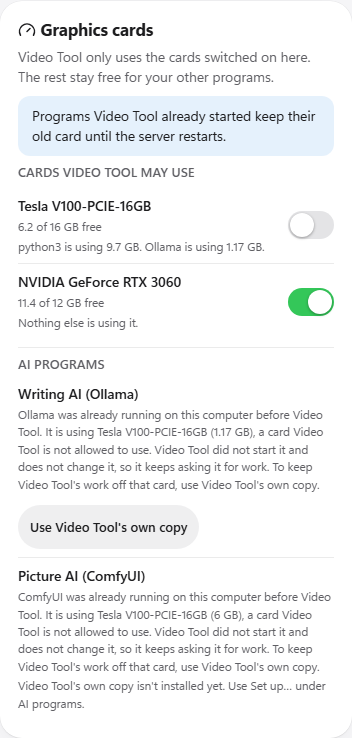 Graphics cards
Video Tool only uses the cards switched on here.
The rest stay free for your other programs.
Programs Video Tool already started keep their
old card until the server restarts.
CARDS VIDEO TOOL MAY USE
Tesla V100-PCIE-16GB
6.2 of 16 GB free
python3 is using 9.7 GB. Ollama is using 1.17 GB.
NVIDIA GeForce RTX 3060
11.4 of 12 GB free
Nothing else is using it.
AI PROGRAMS
Writing AI (Ollama)
Ollama was already running on this computer before Video
Tool. It is using Tesla V100-PCIE-16GB (1.17 GB), a card Video
Tool is not allowed to use. Video Tool did not start it and
does not change it, so it keeps asking it for work. To keep
Video Tool's work off that card, use Video Tool's own copy.
Use Video Tool's own copy
Picture AI (ComfyUI)
ComfyUI was already running on this computer before Video
Tool. It is using Tesla V100-PCIE-16GB (6 GB), a card Video
Tool is not allowed to use. Video Tool did not start it and
does not change it, so it keeps asking it for work. To keep
Video Tool's work off that card, use Video Tool's own copy.
Video Tool's own copy isn't installed yet. Use Set up... under
AI programs.